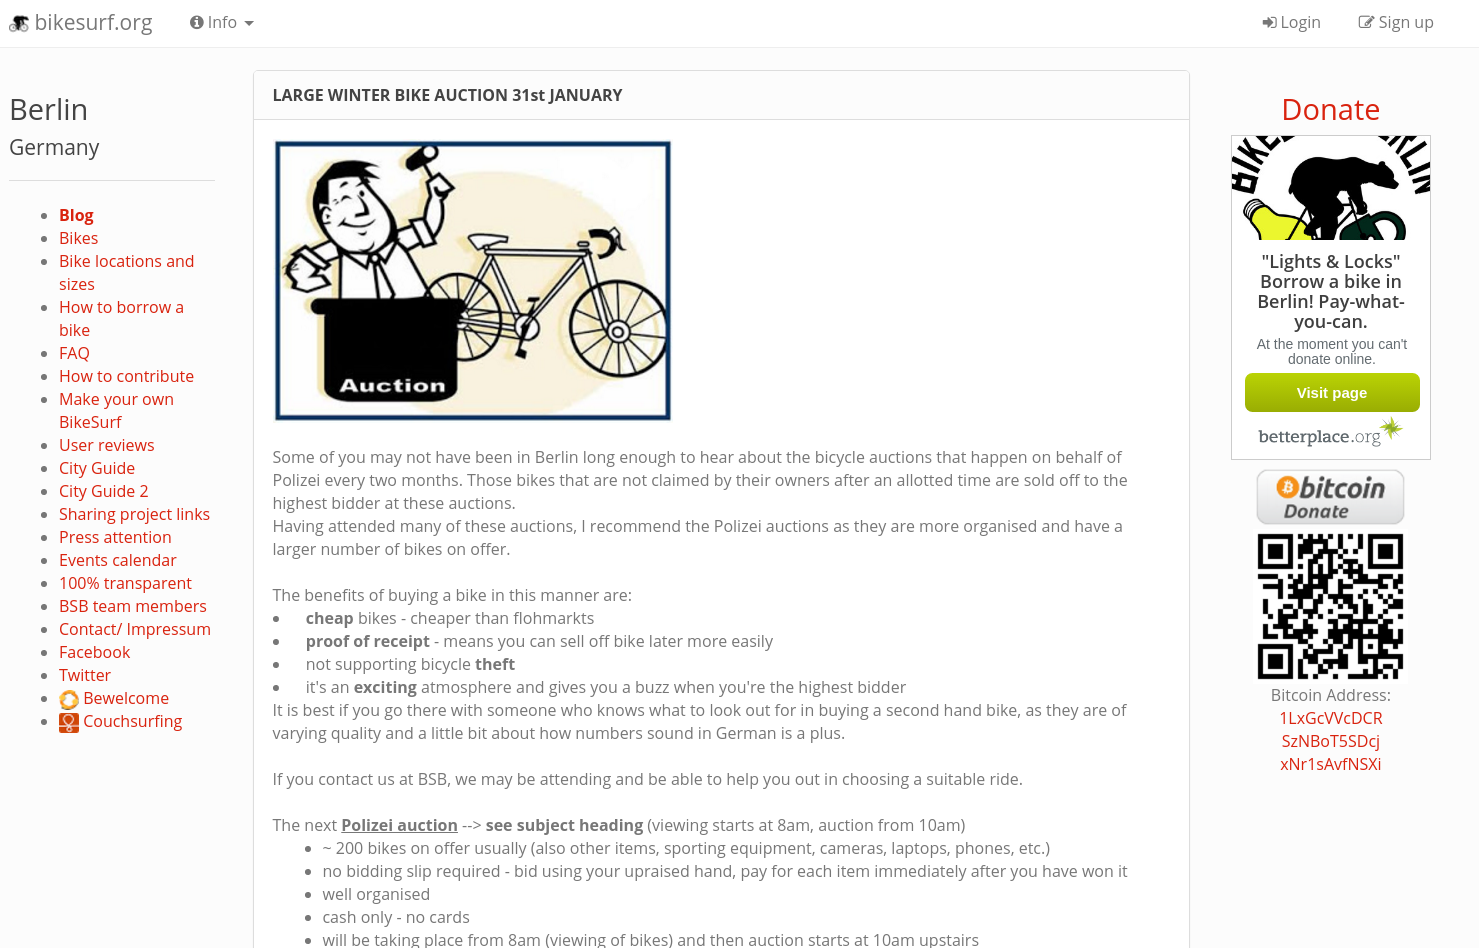 bikesurf.org
Info
Login
Sign up
Berlin
Germany
Blog
Bikes
Bike locations and
sizes
How to borrow a
bike
FAQ
How to contribute
Make your own
BikeSurf
User reviews
City Guide
City Guide 2
Sharing project links
Press attention
Events calendar
100% transparent
BSB team members
Contact/ Impressum
Facebook
Twitter
Bewelcome
Couchsurfing
LARGE WINTER BIKE AUCTION 31st JANUARY
Auction
Some of you may not have been in Berlin long enough to hear about the bicycle auctions that happen on behalf of
Polizei every two months. Those bikes that are not claimed by their owners after an allotted time are sold off to the
highest bidder at these auctions.
Having attended many of these auctions, I recommend the Polizei auctions as they are more organised and have a
larger number of bikes on offer.
The benefits of buying a bike in this manner are:
• cheap bikes - cheaper than flohmarkts
• proof of receipt - means you can sell off bike later more easily
• not supporting bicycle theft
• it's an exciting atmosphere and gives you a buzz when you're the highest bidder
It is best if you go there with someone who knows what to look out for in buying a second hand bike, as they are of
varying quality and a little bit about how numbers sound in German is a plus.
If you contact us at BSB, we may be attending and be able to help you out in choosing a suitable ride.
The next Polizei auction --> see subject heading (viewing starts at 8am, auction from 10am)
• ~ 200 bikes on offer usually (also other items, sporting equipment, cameras, laptops, phones, etc.)
• no bidding slip required - bid using your upraised hand, pay for each item immediately after you have won it
• well organised
• cash only - no cards
• will be taking place from 8am (viewing of bikes) and then auction starts at 10am upstairs
Donate
"Lights & Locks"
Borrow a bike in
Berlin! Pay-what-
you-can.
At the moment you can't
donate online.
Visit page
betterplace.org
bitcoin
Donate
Bitcoin Address:
1LxGcVVcDCR
SzNBoT5SDcj
xNr1sAvfNSXi